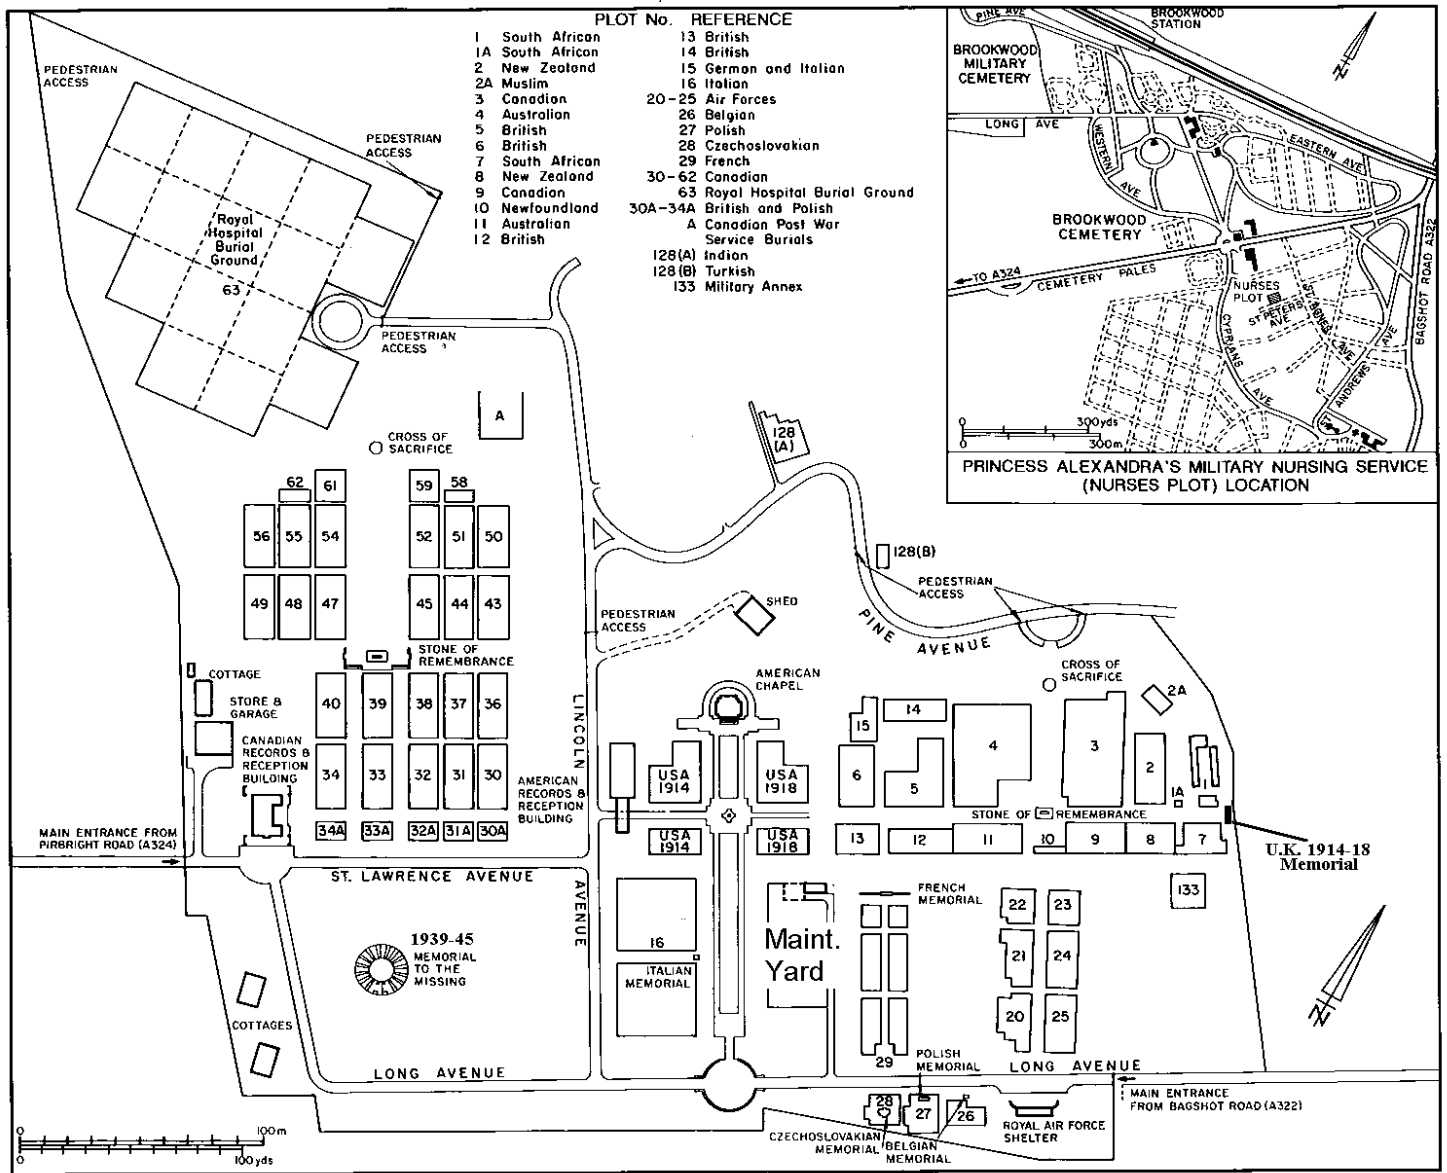 PLOT No. REFERENCE
1 South African
1A South African
2 New Zealand
2A Muslim
3 Canadian
4 Australian
5 British
6 British
7 South African
8 New Zealand
9 Canadian
10 Newfoundland
11 Australian
12 British
13 British
14 British
15 German and Italian
16 Italian
20-25 Air Forces
26 Belgian
27 Polish
28 Czechoslovakian
29 French
30-62 Canadian
63 Royal Hospital Burial Ground
30A-34A British and Polish
A Canadian Post War
Service Burials
128(A) Indian
128(B) Turkish
133 Military Annex
PINE AVE
BROOKWOOD
STATION
BROOKWOOD
MILITARY
CEMETERY
N
LONG AVE
WESTERN
AVE
EASTERN AVE
BROOKWOOD
CEMETERY
TO A324
CEMETERY PALES
NURSES
PLOT
ST. PETERS
AVE
ST. AGNES
AVE
CYPRIANS
AVE
ST. ANDREWS AVE
BAGSHOT ROAD A322
0 300yds
0 300m
PRINCESS ALEXANDRA'S MILITARY NURSING SERVICE
(NURSES PLOT) LOCATION
PEDESTRIAN
ACCESS
PEDESTRIAN
ACCESS
Royal
Hospital
Burial
Ground
63
PEDESTRIAN
ACCESS
A
CROSS OF
SACRIFICE
128
(A)
62 61 59 58
56 55 54 52 51 50
128(B)
PEDESTRIAN
ACCESS
49 48 47 45 44 43
PEDESTRIAN
ACCESS
SHED
PINE AVENUE
STONE OF
REMEMBRANCE
COTTAGE
STORE &
GARAGE
CANADIAN
RECORDS &
RECEPTION
BUILDING
40 39 38 37 36
34 33 32 31 30
34A 33A 32A 31A 30A
LINCOLN
AVENUE
AMERICAN
CHAPEL
AMERICAN
RECORDS &
RECEPTION
BUILDING
USA
1914
USA
1918
USA
1914
USA
1918
CROSS OF
SACRIFICE
2A
15 14 4 3
6 5 2 1
1A
STONE OF REMEMBRANCE
13 12 11 10 9 8 7
U.K. 1914-18
Memorial
133
MAIN ENTRANCE FROM
PIRBRIGHT ROAD (A324)
ST. LAWRENCE AVENUE
1939-45
MEMORIAL
TO THE
MISSING
COTTAGES
16
ITALIAN
MEMORIAL
Maint.
Yard
FRENCH
MEMORIAL
22 23
21 24
20 25
29
N
LONG AVENUE
POLISH
MEMORIAL
LONG AVENUE
MAIN ENTRANCE
FROM BAGSHOT ROAD (A322)
28 27 26
CZECHOSLOVAKIAN
MEMORIAL
BELGIAN
MEMORIAL
ROYAL AIR FORCE
SHELTER
0 100m
0 100yds